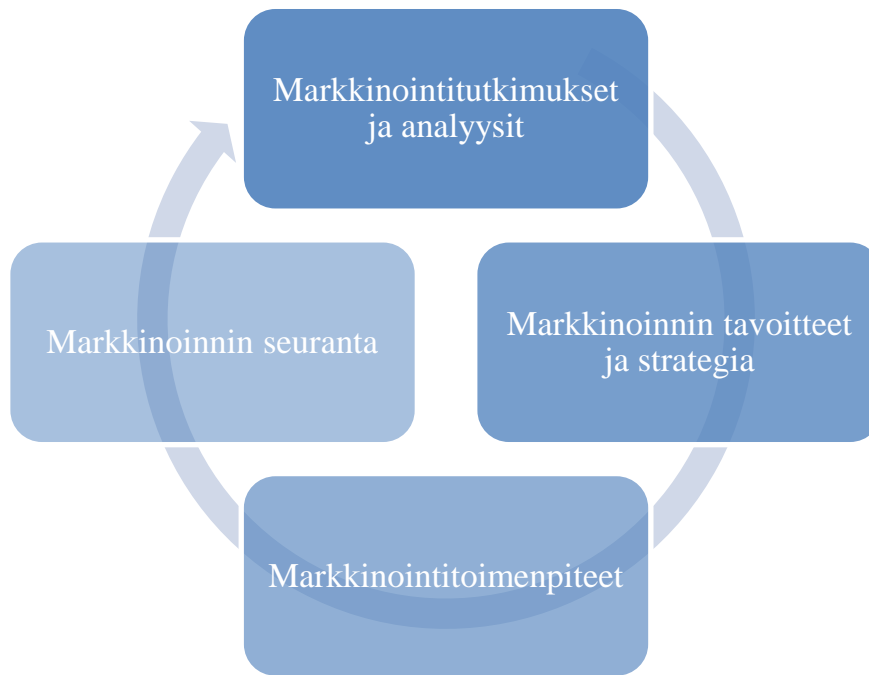 Markkinointitutkimukset
ja analyysit
Markkinoinnin tavoitteet
ja strategia
Markkinointitoimenpiteet
Markkinoinnin seuranta